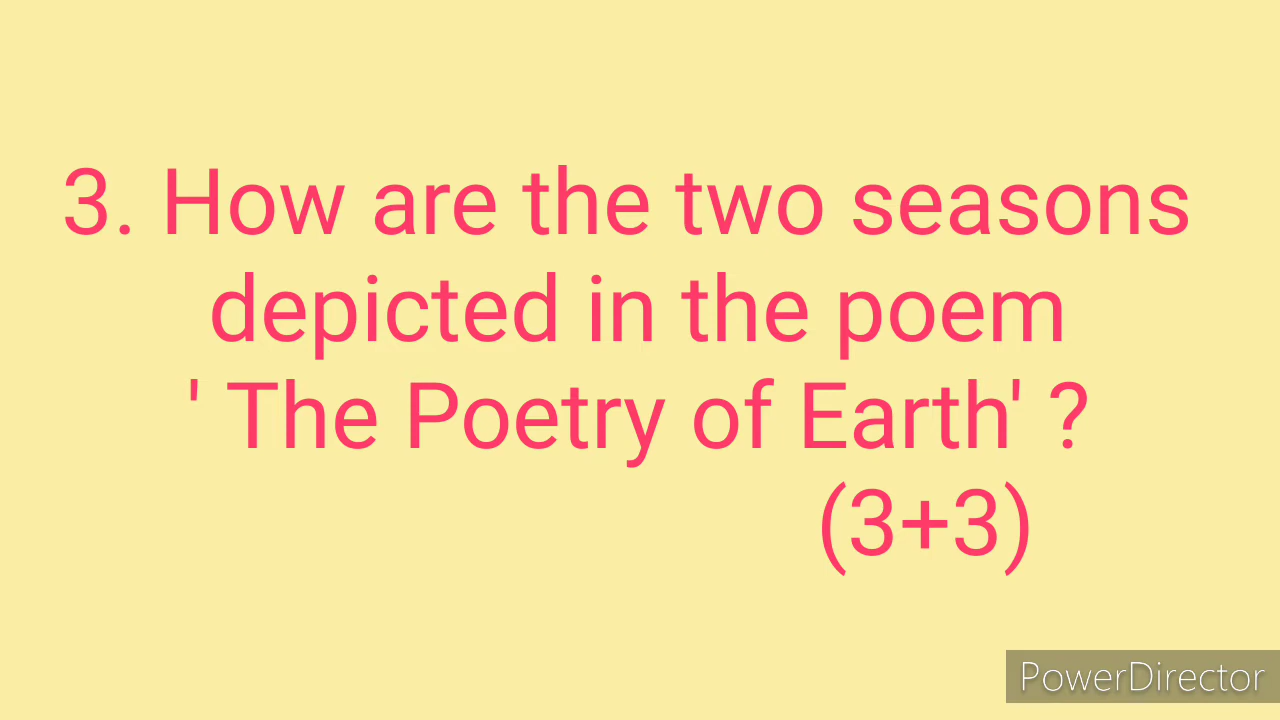 3. How are the two seasons
depicted in the poem
' The Poetry of Earth' ?
(3+3)
PowerDirector